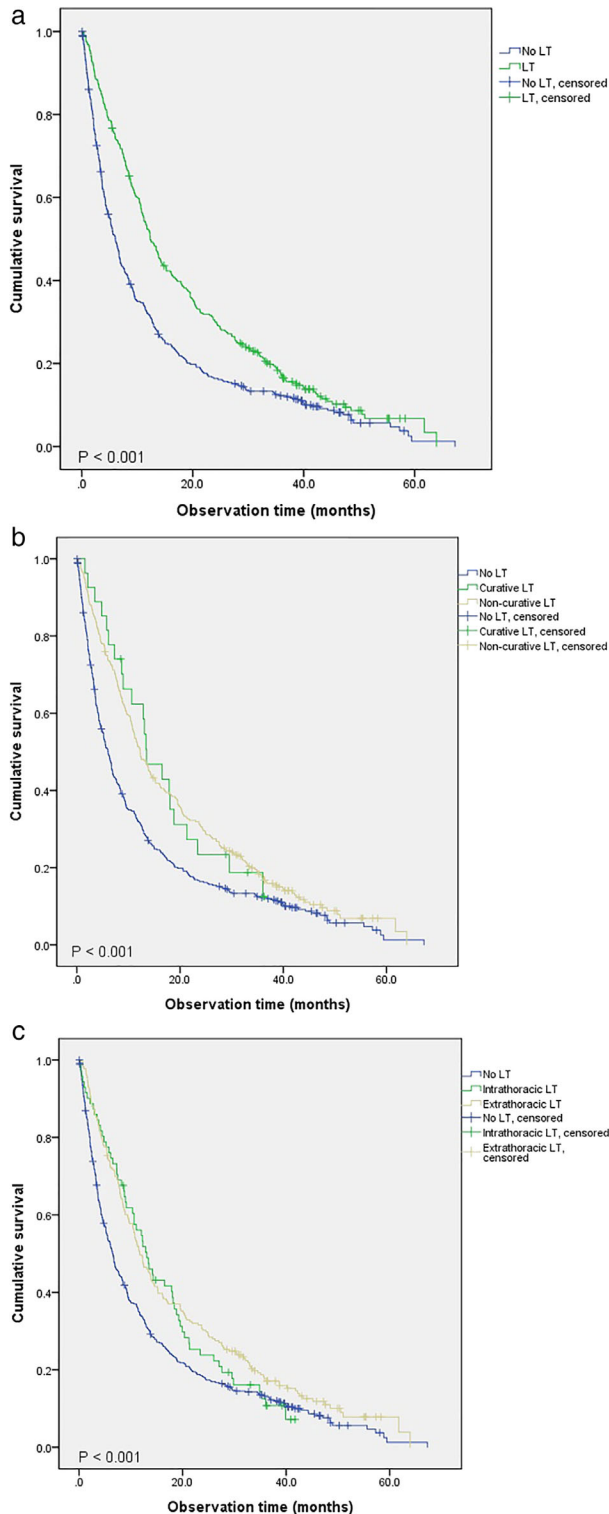 a
1.0
0.8
0.6
0.4
0.2
0.0
Cumulative survival
P < 0.001
.0 20.0 40.0 60.0
Observation time (months)
No LT
LT
No LT, censored
LT, censored
b
1.0
0.8
0.6
0.4
0.2
0.0
Cumulative survival
P < 0.001
.0 20.0 40.0 60.0
Observation time (months)
No LT
Curative LT
Non-curative LT
No LT, censored
Curative LT, censored
Non-curative LT, censored
c
1.0
0.8
0.6
0.4
0.2
0.0
Cumulative survival
P < 0.001
.0 20.0 40.0 60.0
Observation time (months)
No LT
Intrathoracic LT
Extrathoracic LT
No LT, censored
Intrathoracic LT, censored
Extrathoracic LT,
censored